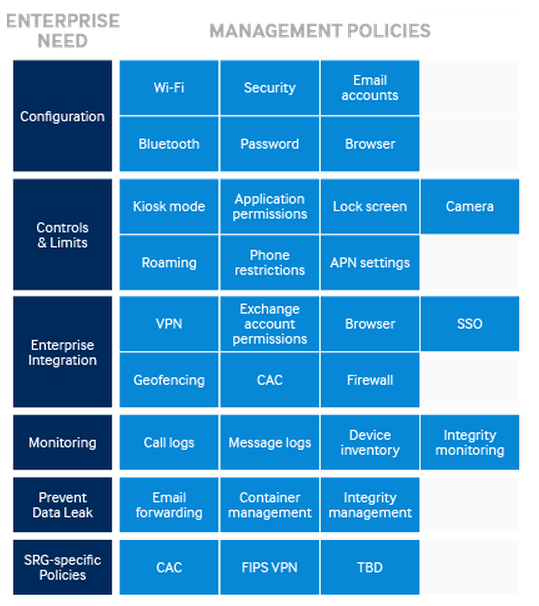 ENTERPRISE
NEED
MANAGEMENT POLICIES
Configuration
Wi-Fi
Security
Email
accounts
Bluetooth
Password
Browser
Controls
& Limits
Kiosk mode
Application
permissions
Lock screen
Camera
Roaming
Phone
restrictions
APN settings
Enterprise
Integration
VPN
Exchange
account
permissions
Browser
SSO
Geofencing
CAC
Firewall
Monitoring
Call logs
Message logs
Device
inventory
Integrity
monitoring
Prevent
Data Leak
Email
forwarding
Container
management
Integrity
management
SRG-specific
Policies
CAC
FIPS VPN
TBD